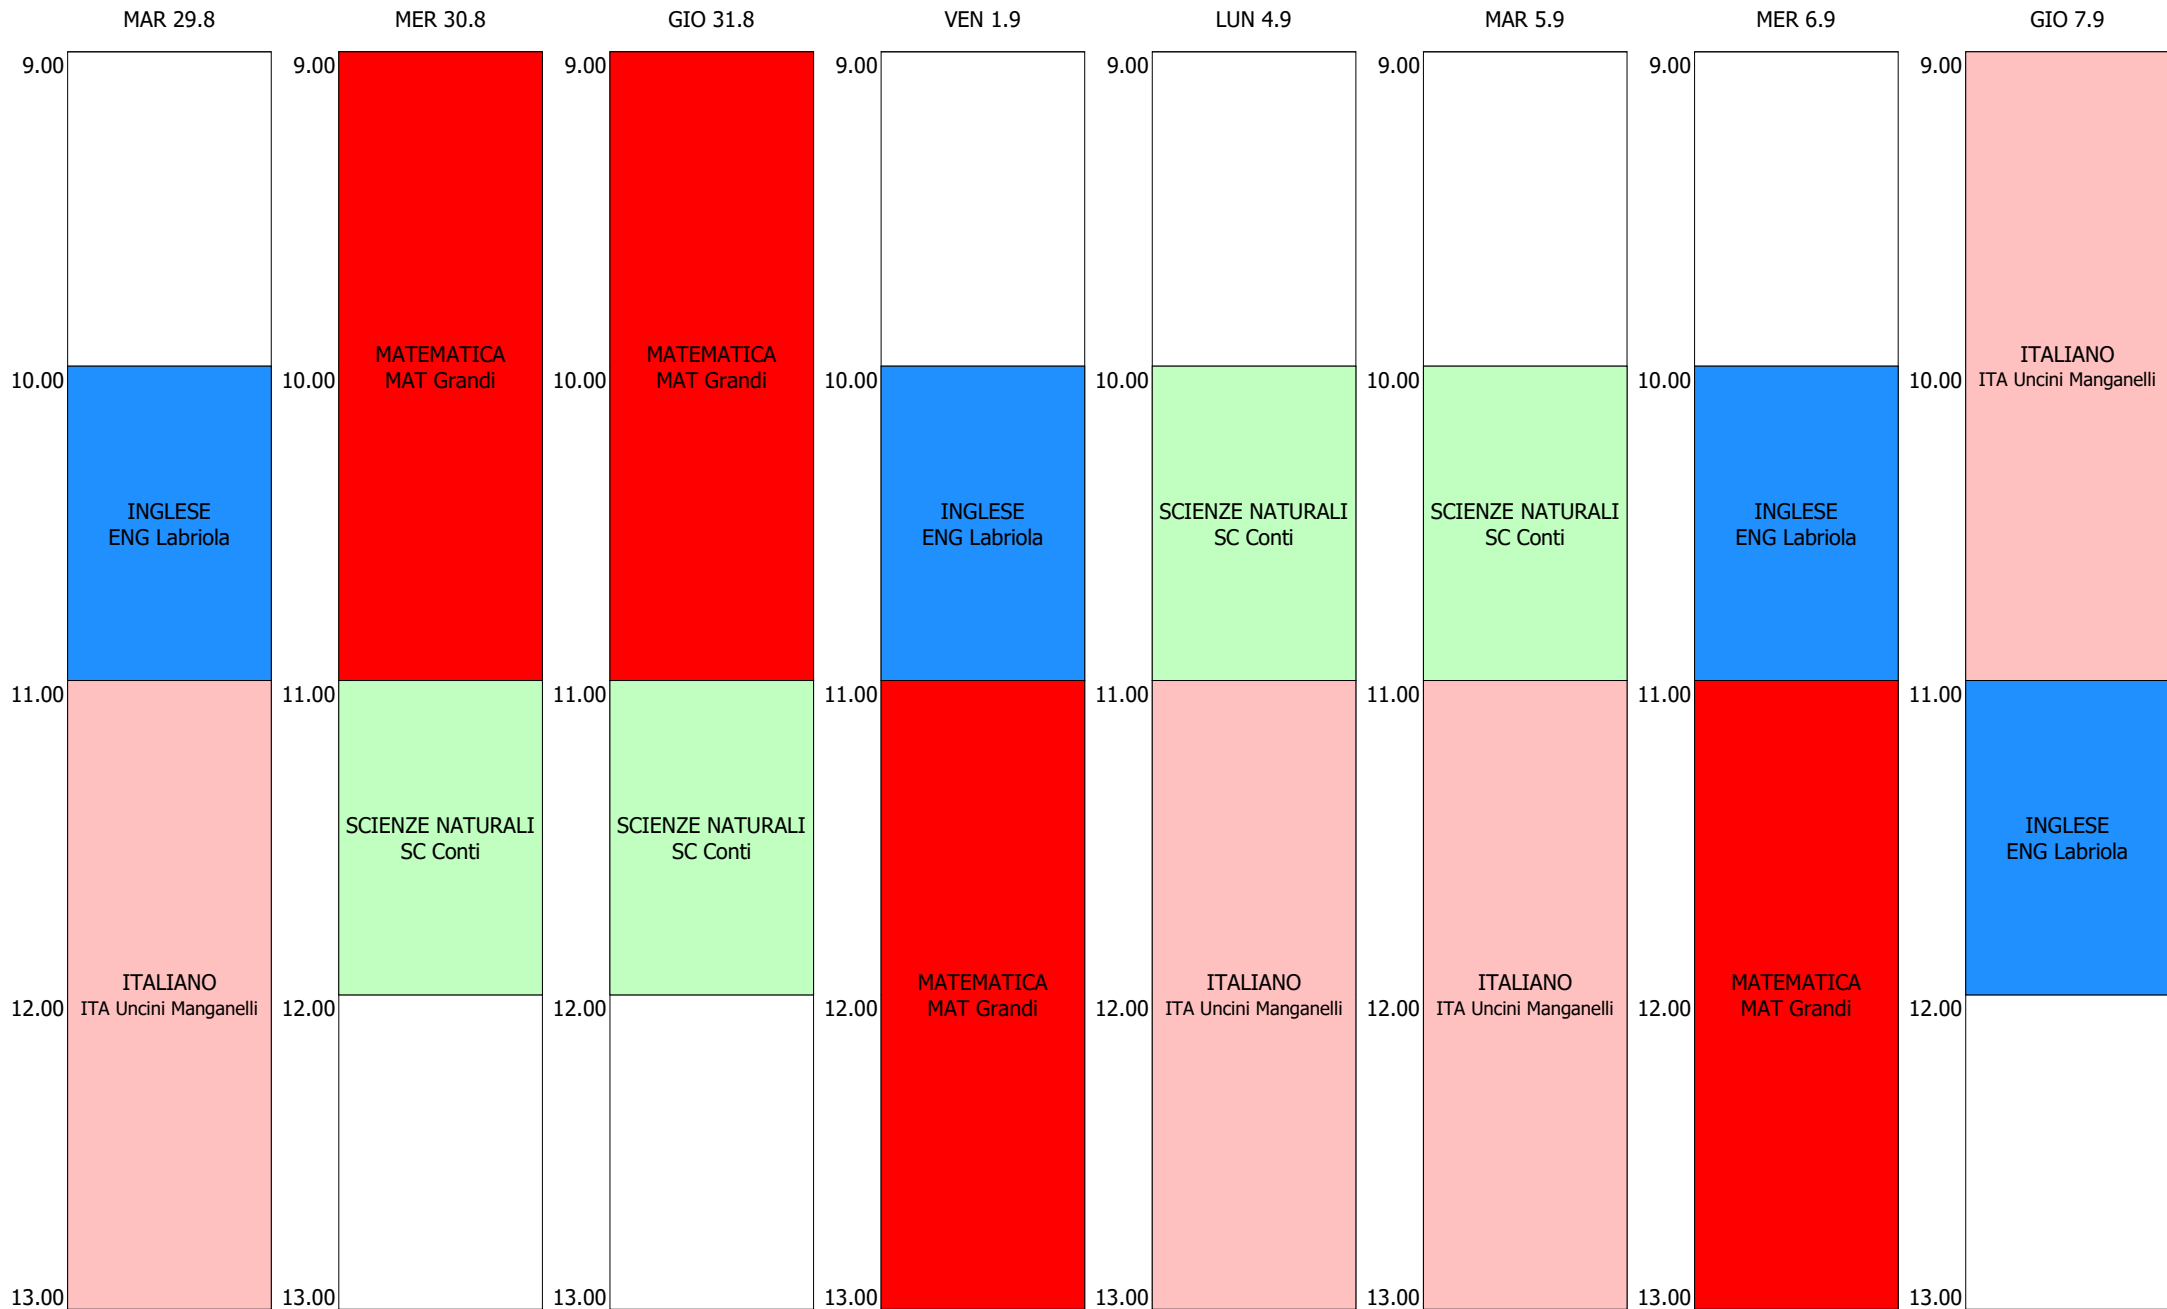 MAR 29.8
9.00
10.00
INGLESE
ENG Labriola
11.00
ITALIANO
ITA Uncini Manganelli
12.00
13.00
MER 30.8
9.00
MATEMATICA
MAT Grandi
10.00
11.00
SCIENZE NATURALI
SC Conti
12.00
13.00
GIO 31.8
9.00
MATEMATICA
MAT Grandi
10.00
11.00
SCIENZE NATURALI
SC Conti
12.00
13.00
VEN 1.9
9.00
10.00
INGLESE
ENG Labriola
11.00
MATEMATICA
MAT Grandi
12.00
13.00
LUN 4.9
9.00
10.00
SCIENZE NATURALI
SC Conti
11.00
ITALIANO
ITA Uncini Manganelli
12.00
13.00
MAR 5.9
9.00
10.00
SCIENZE NATURALI
SC Conti
11.00
ITALIANO
ITA Uncini Manganelli
12.00
13.00
MER 6.9
9.00
10.00
INGLESE
ENG Labriola
11.00
MATEMATICA
MAT Grandi
12.00
13.00
GIO 7.9
9.00
ITALIANO
ITA Uncini Manganelli
10.00
11.00
INGLESE
ENG Labriola
12.00
13.00